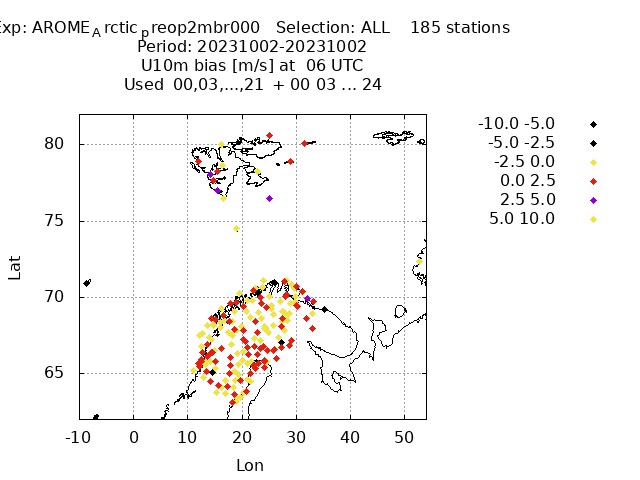 Exp: AROME_Arctic_preop2mbr000 Selection: ALL 185 stations
Period: 20231002-20231002
U10m bias [m/s] at 06 UTC
Used 00,03,...,21 + 00 03 ... 24
-10.0 -5.0
-5.0 -2.5
-2.5 0.0
0.0 2.5
2.5 5.0
5.0 10.0
80
75
70
65
Lat
-10 0 10 20 30 40 50
Lon